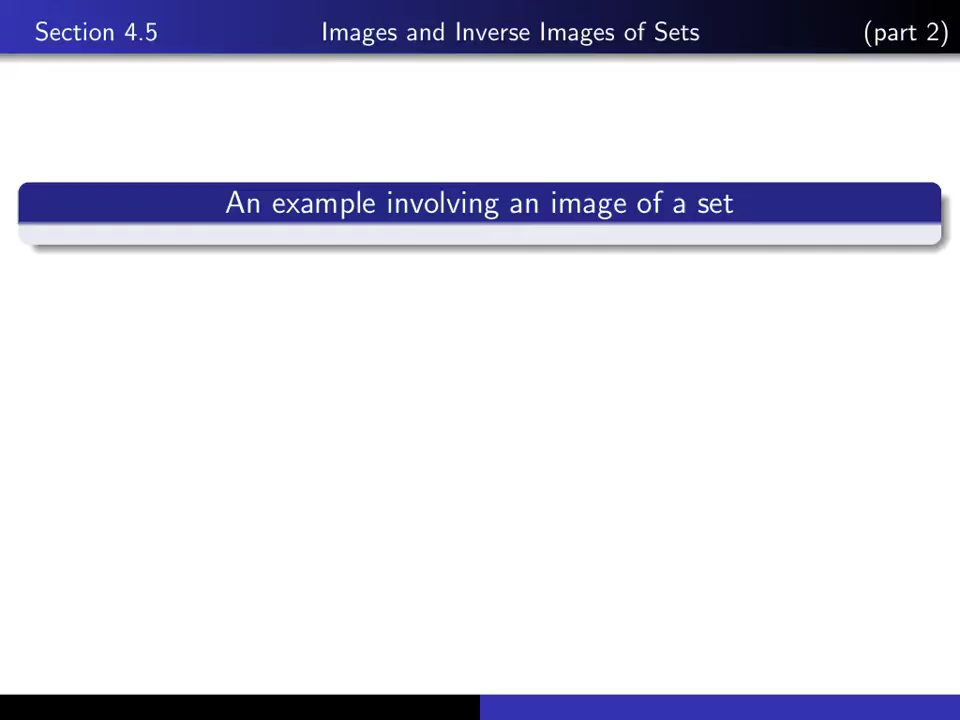 Section 4.5 Images and Inverse Images of Sets (part 2)
An example involving an image of a set